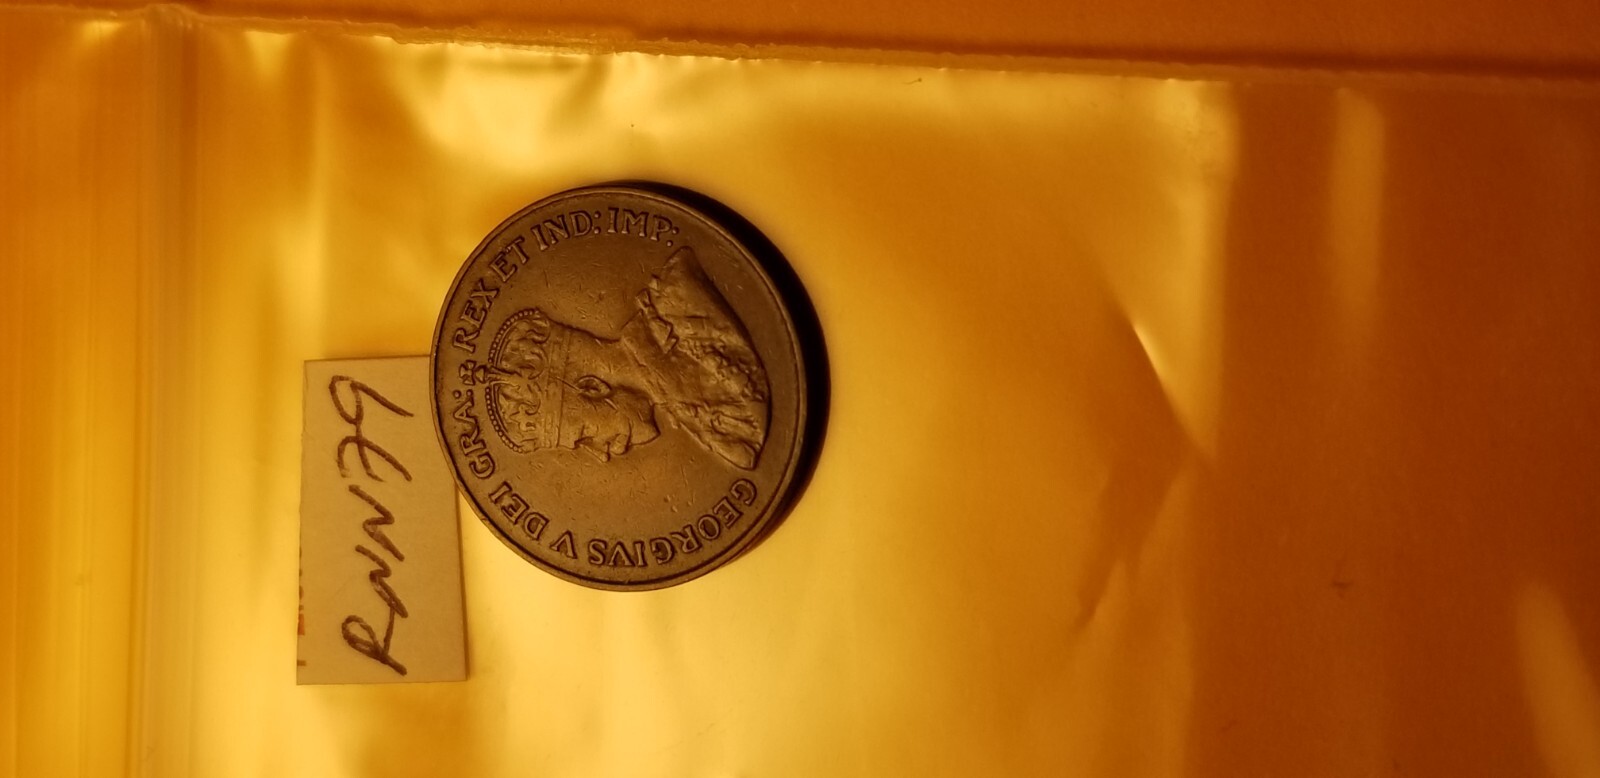 GEORGIVS V DEI GRA: REX ET IND: IMP: